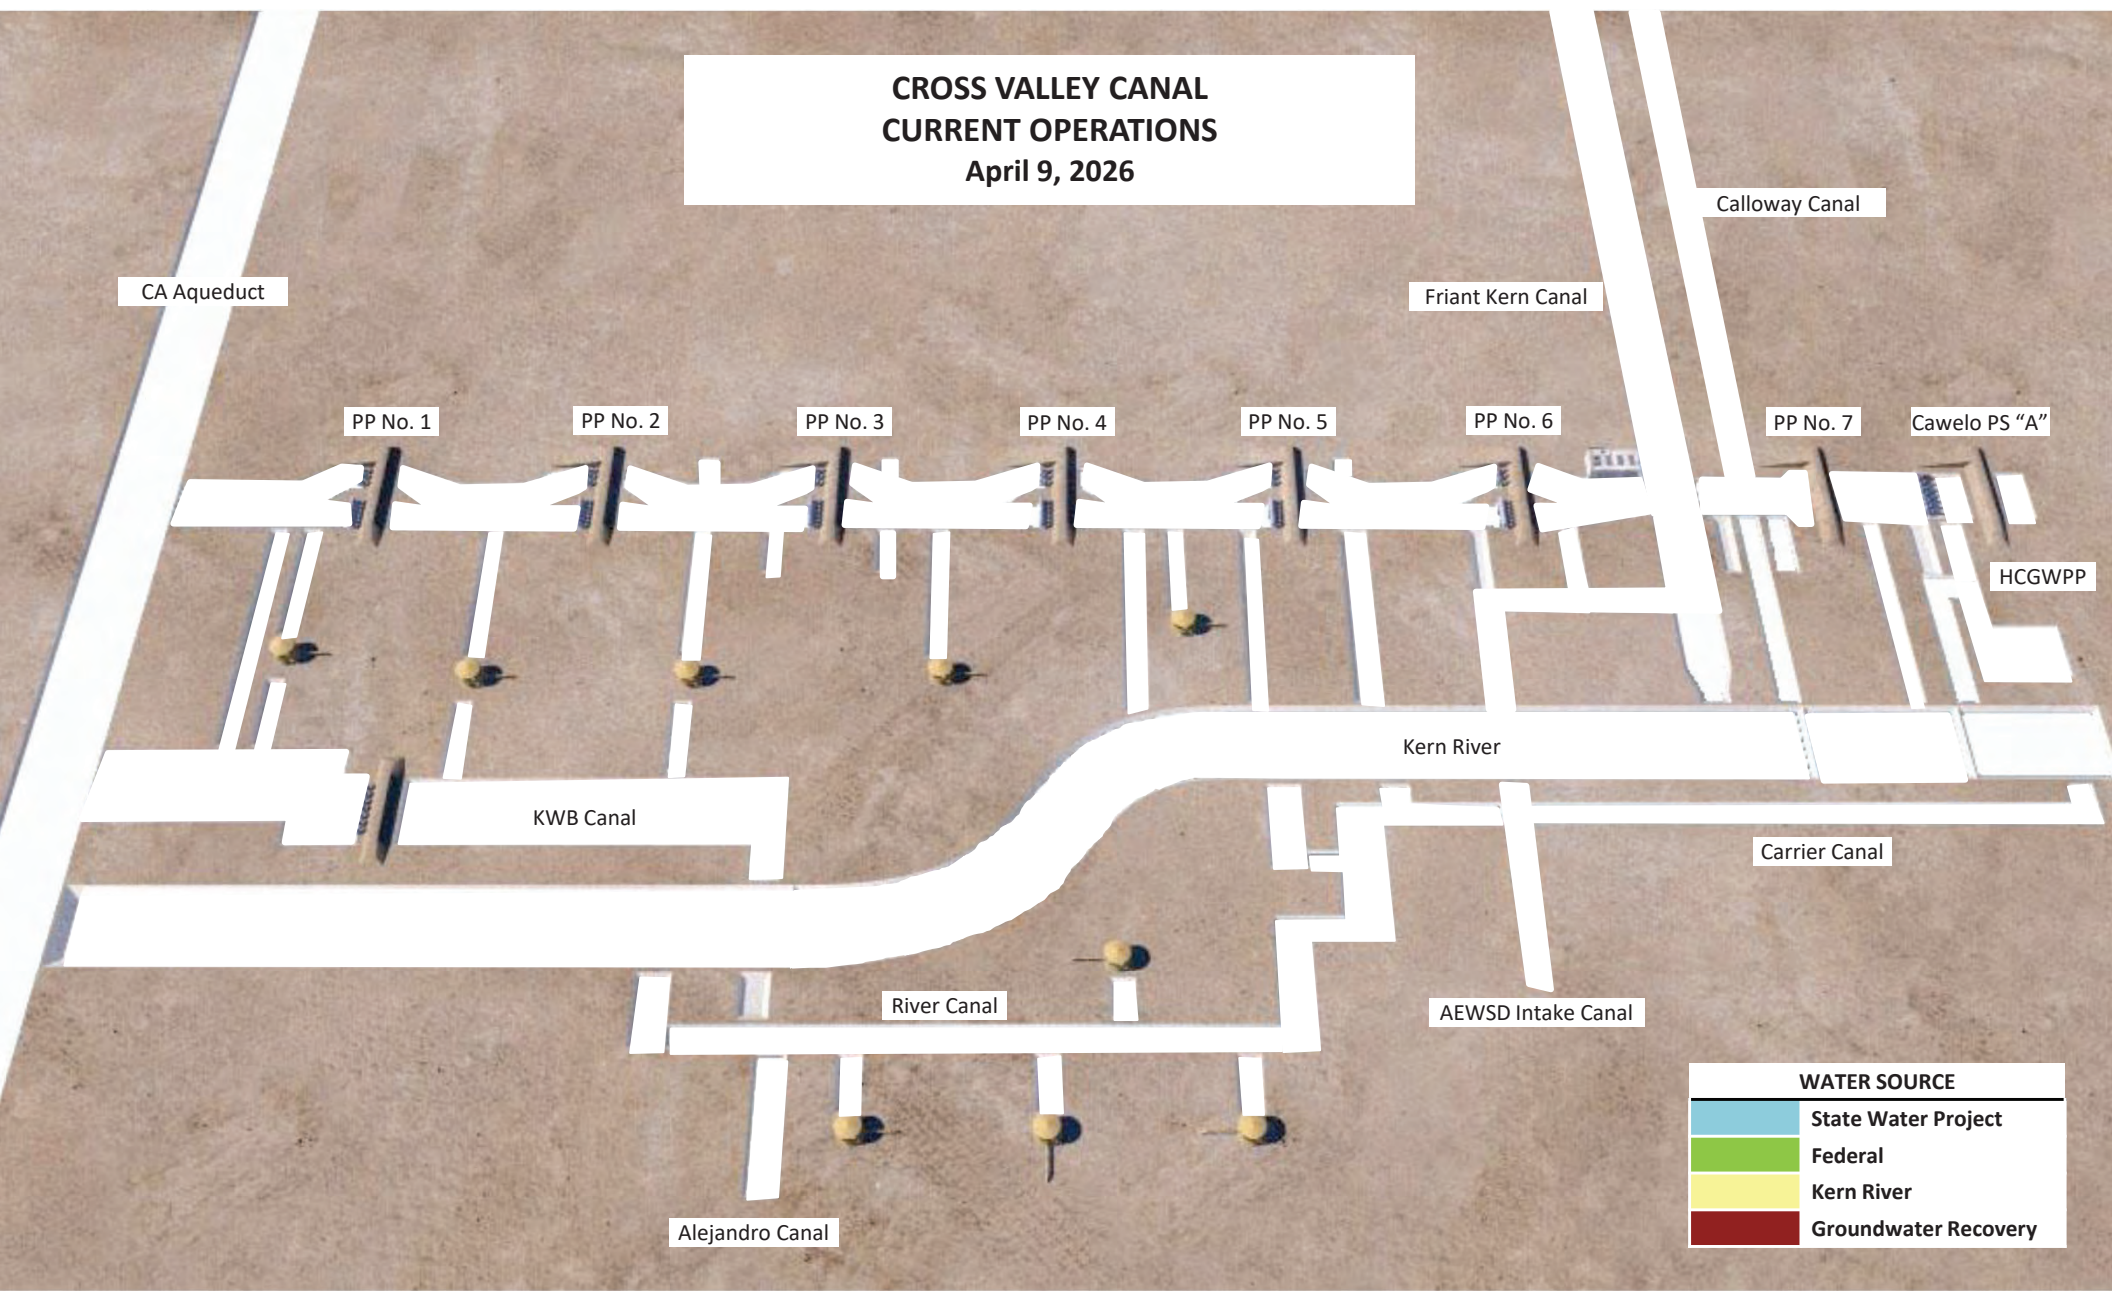 CROSS VALLEY CANAL
CURRENT OPERATIONS
April 9, 2026
Calloway Canal
CA Aqueduct
Friant Kern Canal
PP No. 1
PP No. 2
PP No. 3
PP No. 4
PP No. 5
PP No. 6
PP No. 7
Cawelo PS “A”
HCGWPP
Kern River
KWB Canal
Carrier Canal
River Canal
AEWSD Intake Canal
Alejandro Canal
WATER SOURCE
State Water Project
Federal
Kern River
Groundwater Recovery